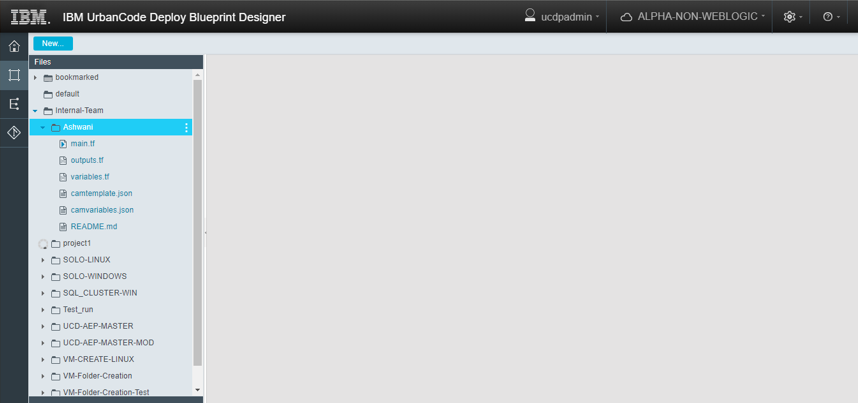 IBM. IBM UrbanCode Deploy Blueprint Designer ucdpadmin ALPHA-NON-WEBLOGIC
New...
Files
bookmarked
default
Internal-Team
Ashwani
main.tf
outputs.tf
variables.tf
camtemplate.json
camvariables.json
README.md
project1
SOLO-LINUX
SOLO-WINDOWS
SQL_CLUSTER-WIN
Test_run
UCD-AEP-MASTER
UCD-AEP-MASTER-MOD
VM-CREATE-LINUX
VM-Folder-Creation
VM-Folder-Creation-Test